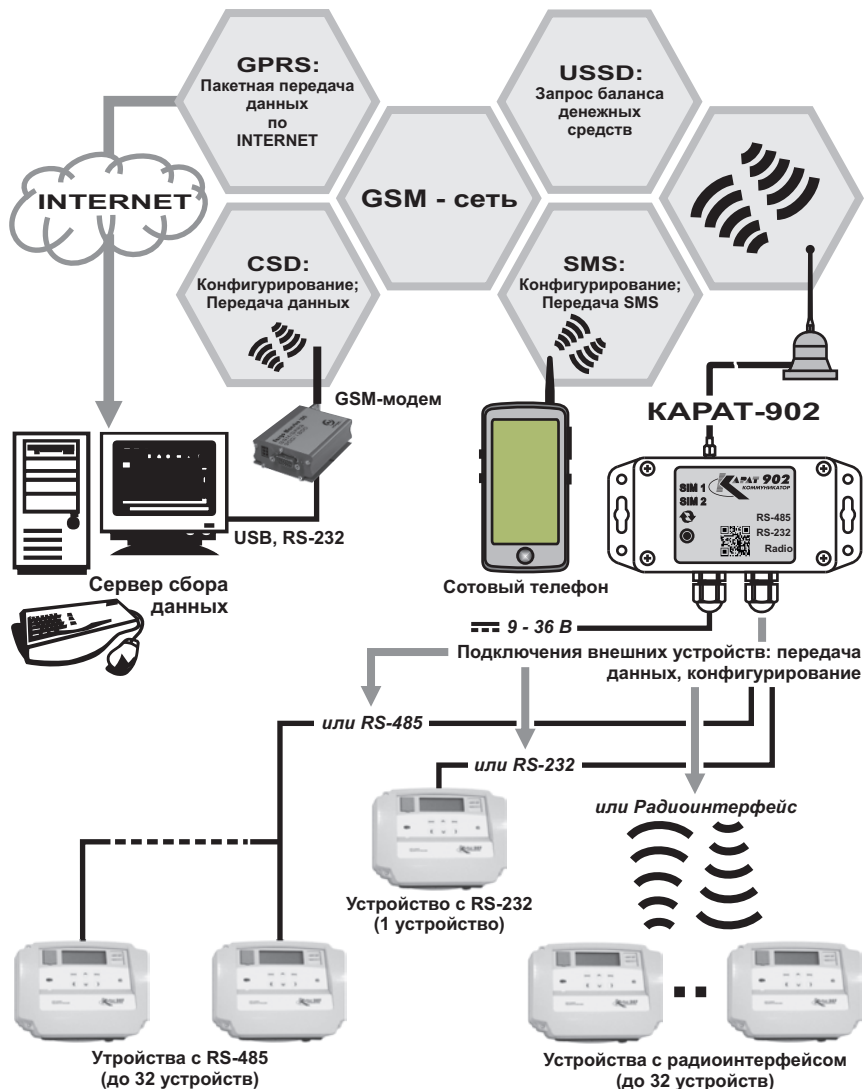 GPRS:
Пакетная передача
данных
по
INTERNET
USSD:
Запрос баланса
денежных
средств
GSM - сеть
INTERNET
CSD:
Конфигурирование;
Передача данных
SMS:
Конфигурирование;
Передача SMS
GSM-модем
КАРАТ-902
SIM 1
SIM 2
КАРАТ 902
КОММУНИКАТОР
RS-485
RS-232
Radio
USB, RS-232
Сервер сбора
данных
Сотовый телефон
9 - 36 В
Подключения внешних устройств: передача
данных, конфигурирование
или RS-485
или RS-232
или Радиоинтерфейс
Устройство с RS-232
(1 устройство)
Утройства с RS-485
(до 32 устройств)
Устройства с радиоинтерфейсом
(до 32 устройств)